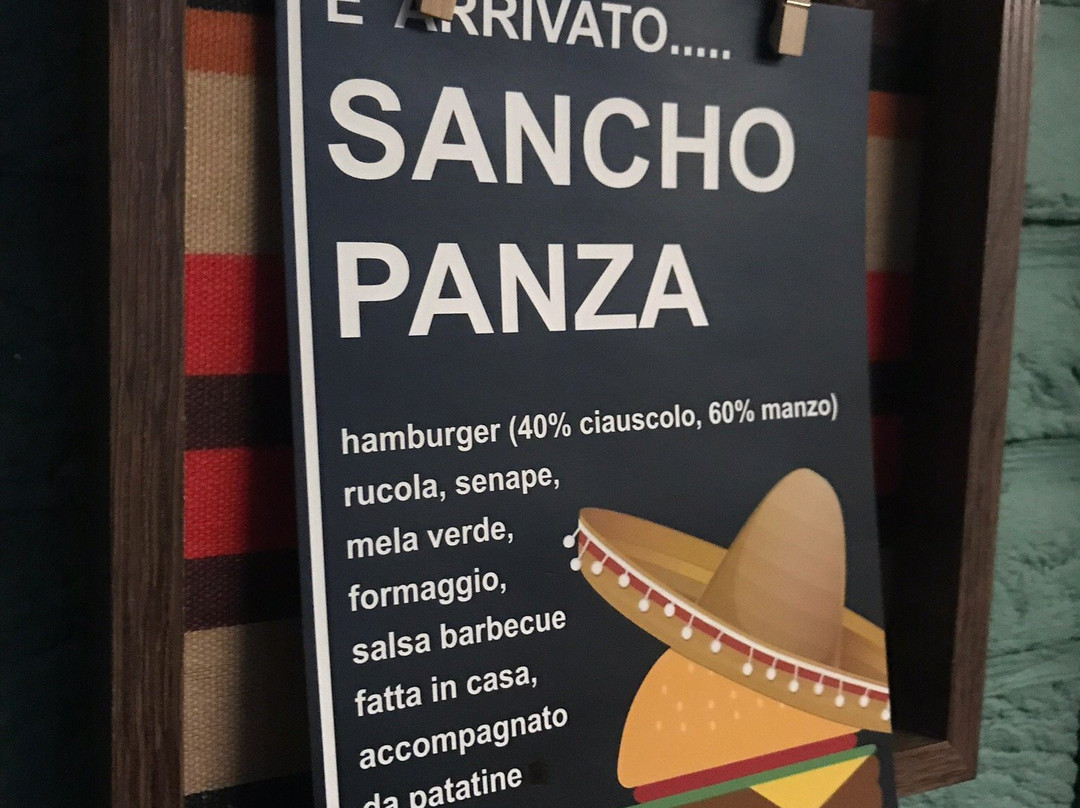 E' ARRIVATO.....
SANCHO
PANZA
hamburger (40% ciauscolo, 60% manzo)
rucola, senape,
mela verde,
formaggio,
salsa barbecue
fatta in casa,
accompagnato
da patatine